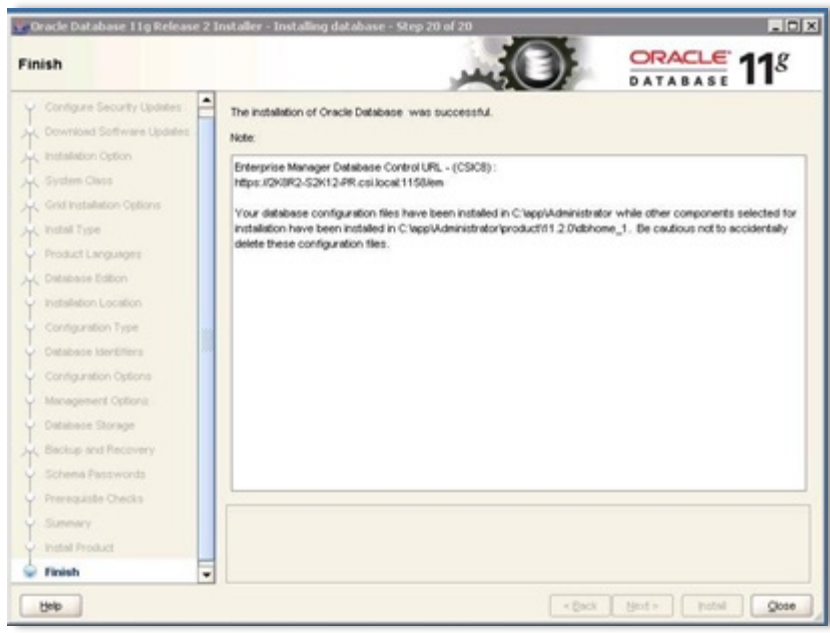 Oracle Database 11g Release 2 Installer - Installing database - Step 20 of 20
Finish
ORACLE
DATABASE
11g
Configure Security Updates
Download Software Updates
Installation Option
System Class
Grid Installation Options
Install Type
Product Languages
Database Edition
Installation Location
Configuration Type
Database Identifiers
Configuration Options
Management Options
Database Storage
Backup and Recovery
Schema Passwords
Prerequisite Checks
Summary
Install Product
Finish
The installation of Oracle Database was successful.
Note:
Enterprise Manager Database Control URL - (CSIC8) :
https://2K8R2-S2K12-PR.csi.local:1158/em
Your database configuration files have been installed in C:\app\Administrator while other components selected for
installation have been installed in C:\app\Administrator\product\11.2.0\dbhome_1. Be cautious not to accidentally
delete these configuration files.
Help
< Back
Next >
Install
Close